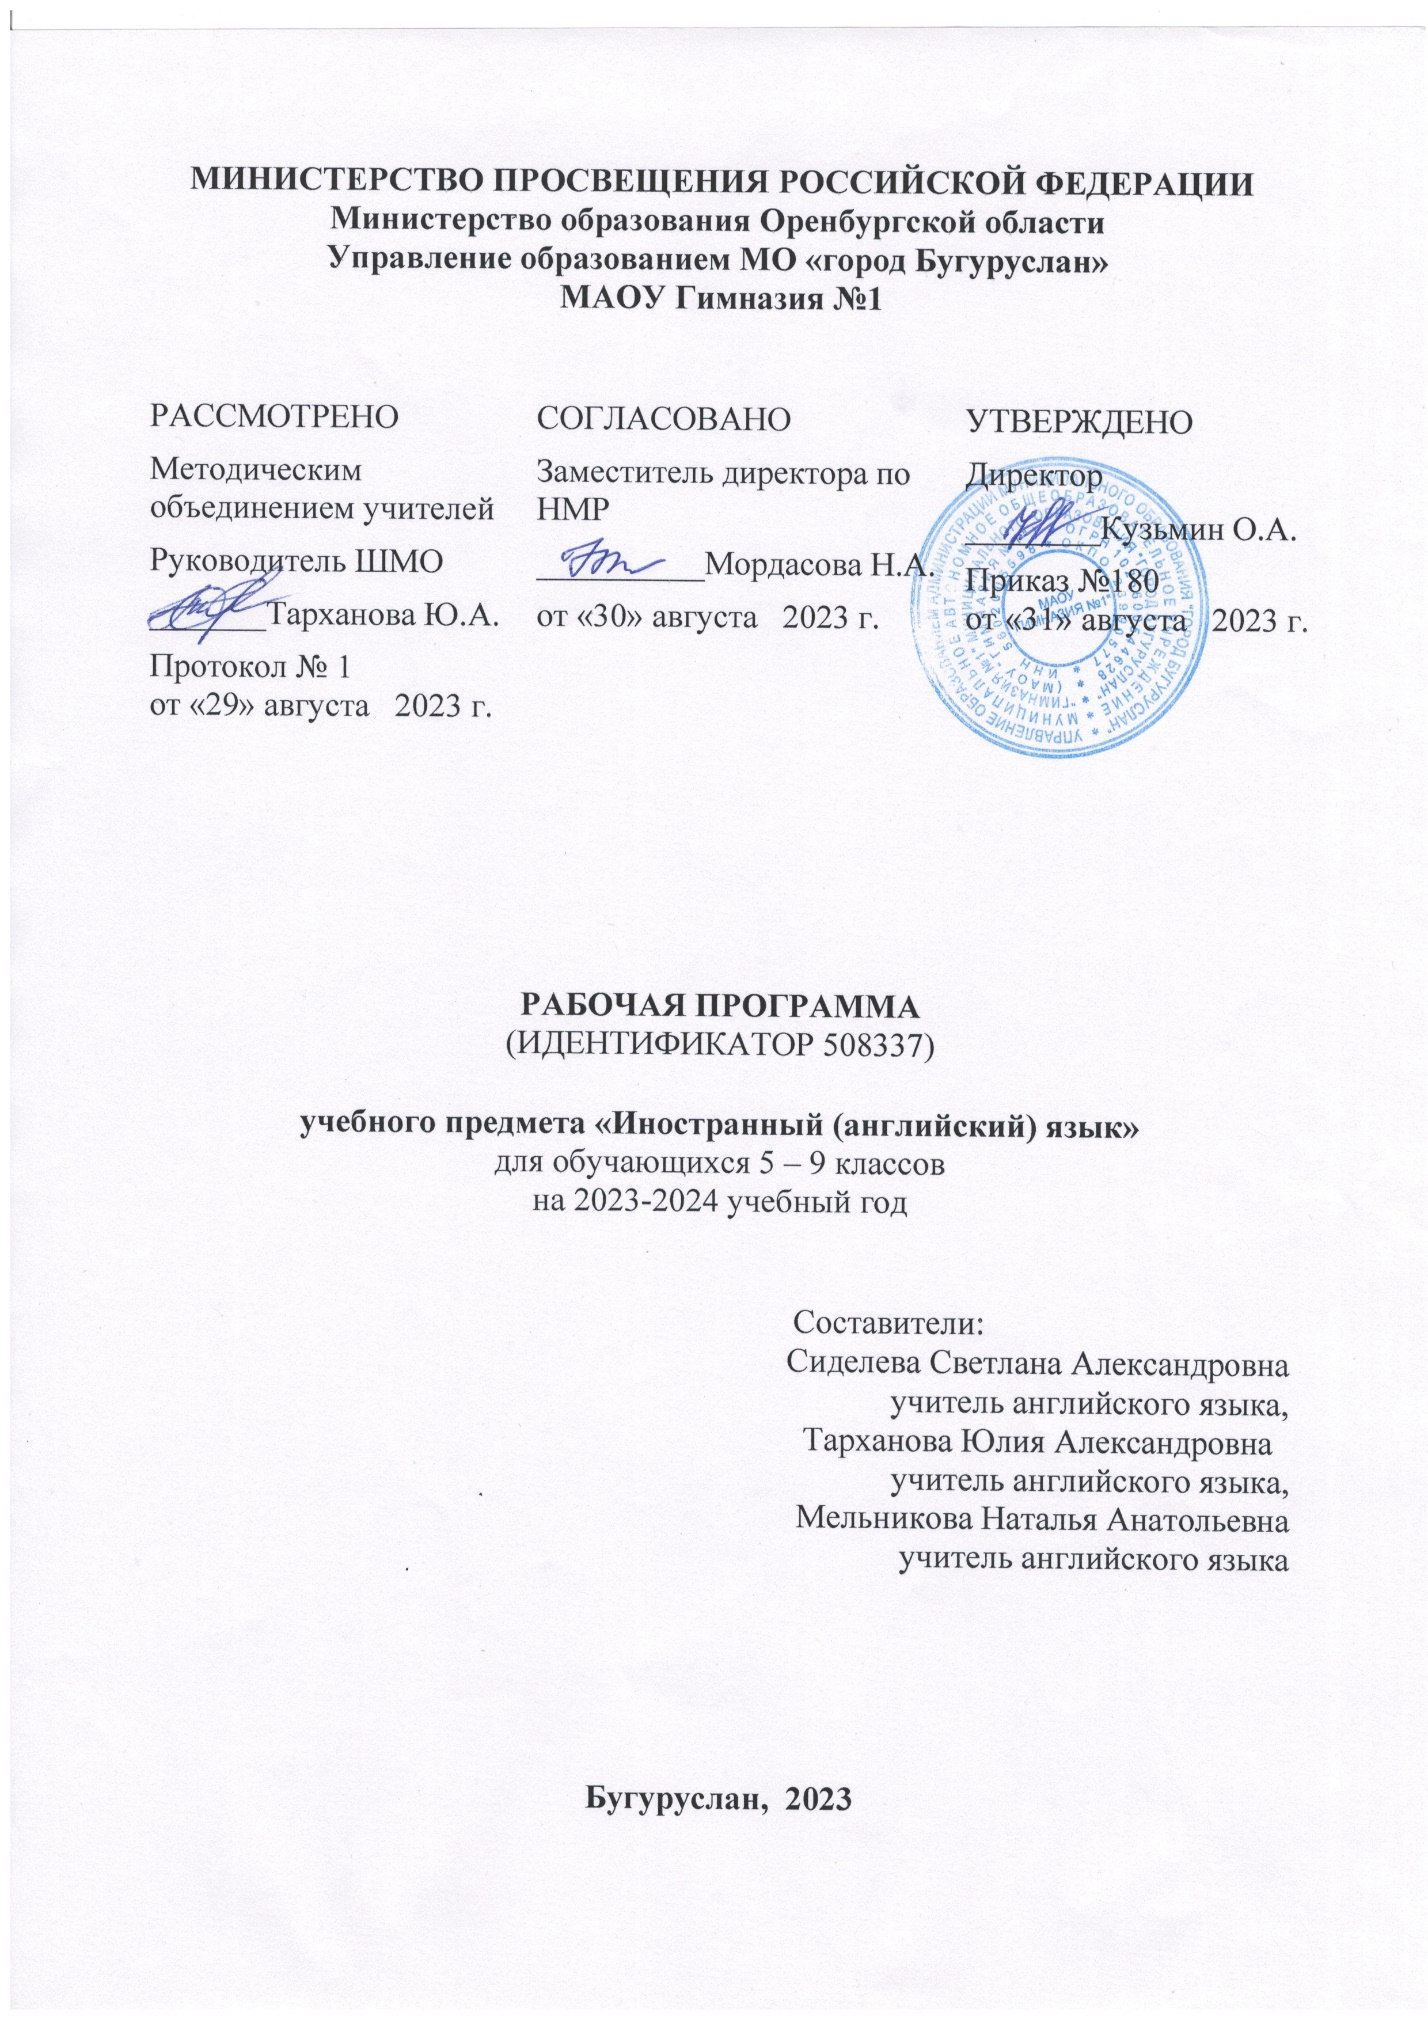 МИНИСТЕРСТВО ПРОСВЕЩЕНИЯ РОССИЙСКОЙ ФЕДЕРАЦИИ
Министерство образования Оренбургской области
Управление образованием МО «город Бугуруслан»
МАОУ Гимназия №1
РАССМОТРЕНО
Методическим
объединением учителей
Руководитель ШМО
Тарханова Ю.А.
Протокол № 1
от «29» августа 2023 г.
СОГЛАСОВАНО
Заместитель директора по
НМР
Мордасова Н.А.
от «30» августа 2023 г.
УТВЕРЖДЕНО
Директор
Кузьмин О.А.
Приказ №180
от «31» августа 2023 г.
МАОУ
ГИМНАЗИЯ №1
РАБОЧАЯ ПРОГРАММА
(ИДЕНТИФИКАТОР 508337)
учебного предмета «Иностранный (английский) язык»
для обучающихся 5 – 9 классов
на 2023-2024 учебный год
Составители:
Сиделева Светлана Александровна
учитель английского языка,
Тарханова Юлия Александровна
учитель английского языка,
Мельникова Наталья Анатольевна
учитель английского языка
Бугуруслан, 2023